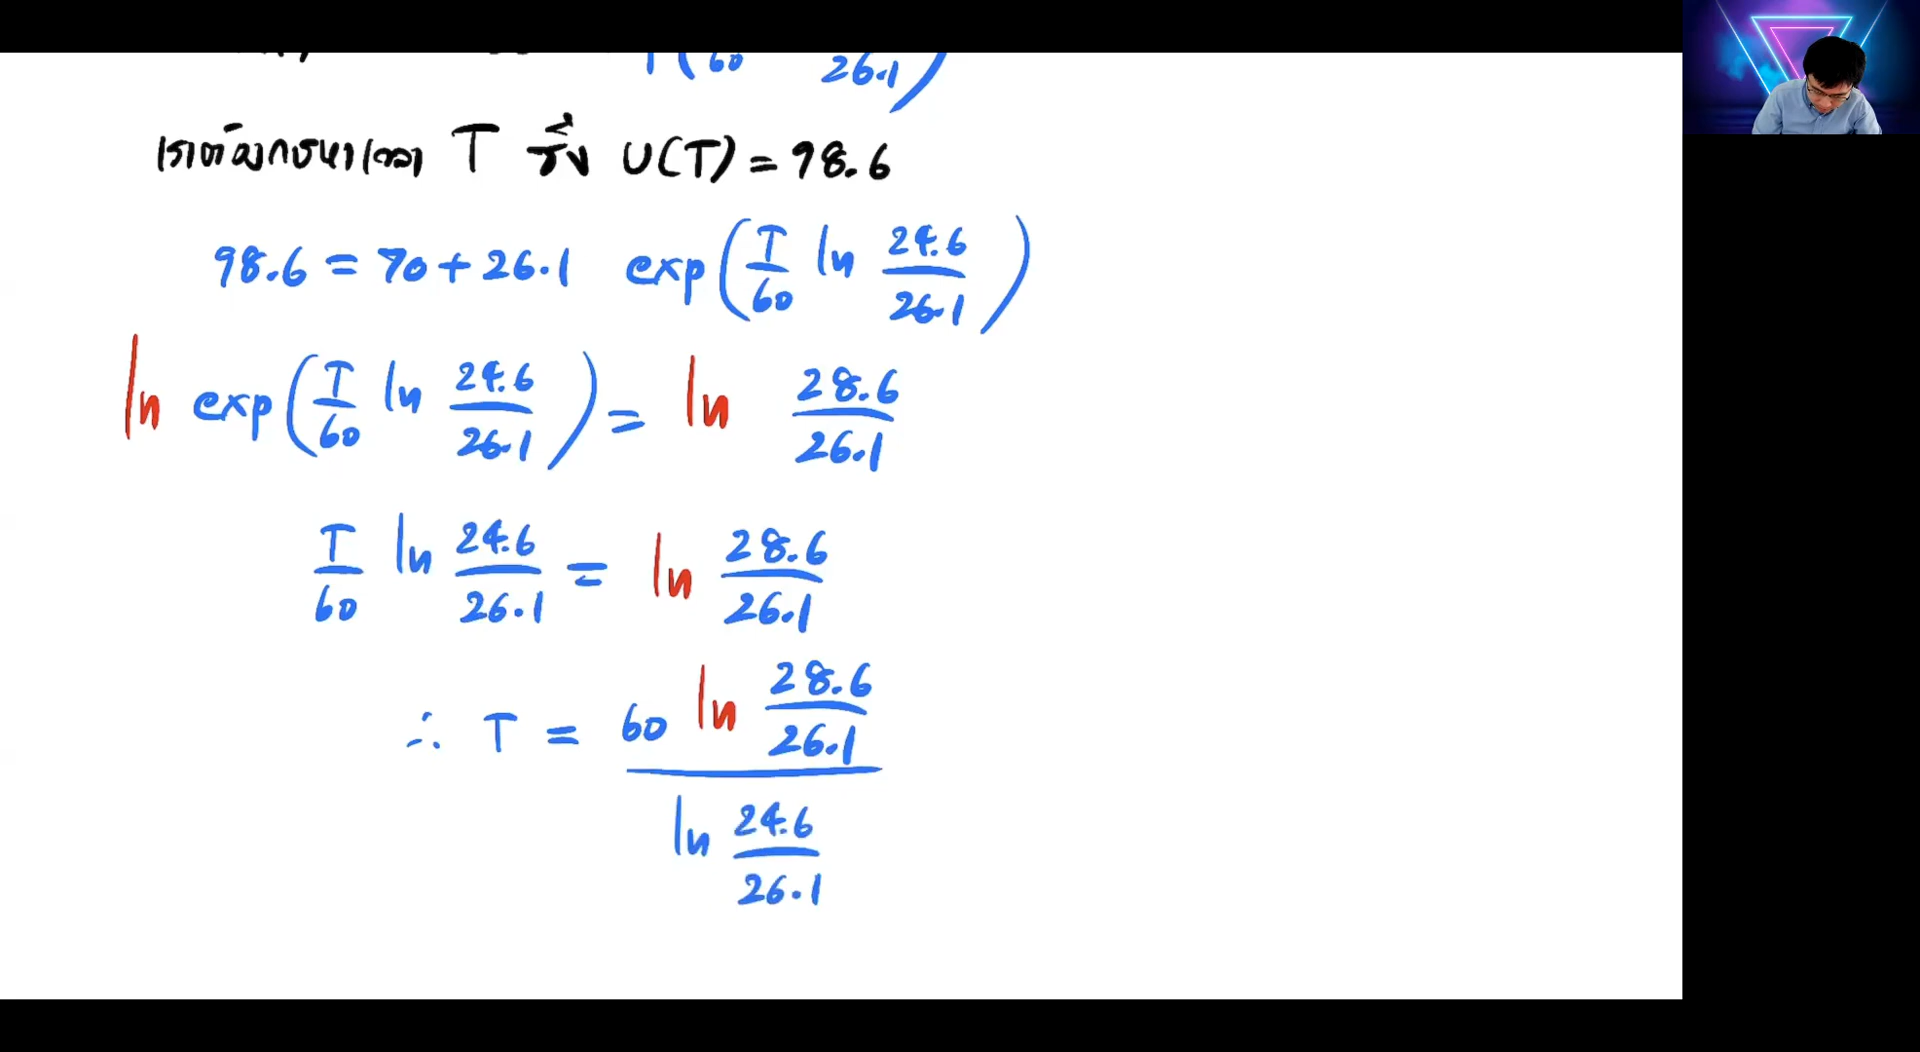 60 26.1
เราต้องการหาเวลา T ซึ่ง U(T) = 98.6
98.6 = 70 + 26.1 exp(T/60 ln 24.6/26.1)
ln exp(T/60 ln 24.6/26.1) = ln 28.6/26.1
T/60 ln 24.6/26.1 = ln 28.6/26.1
∴ T = 60 ln 28.6/26.1
ln 24.6/26.1